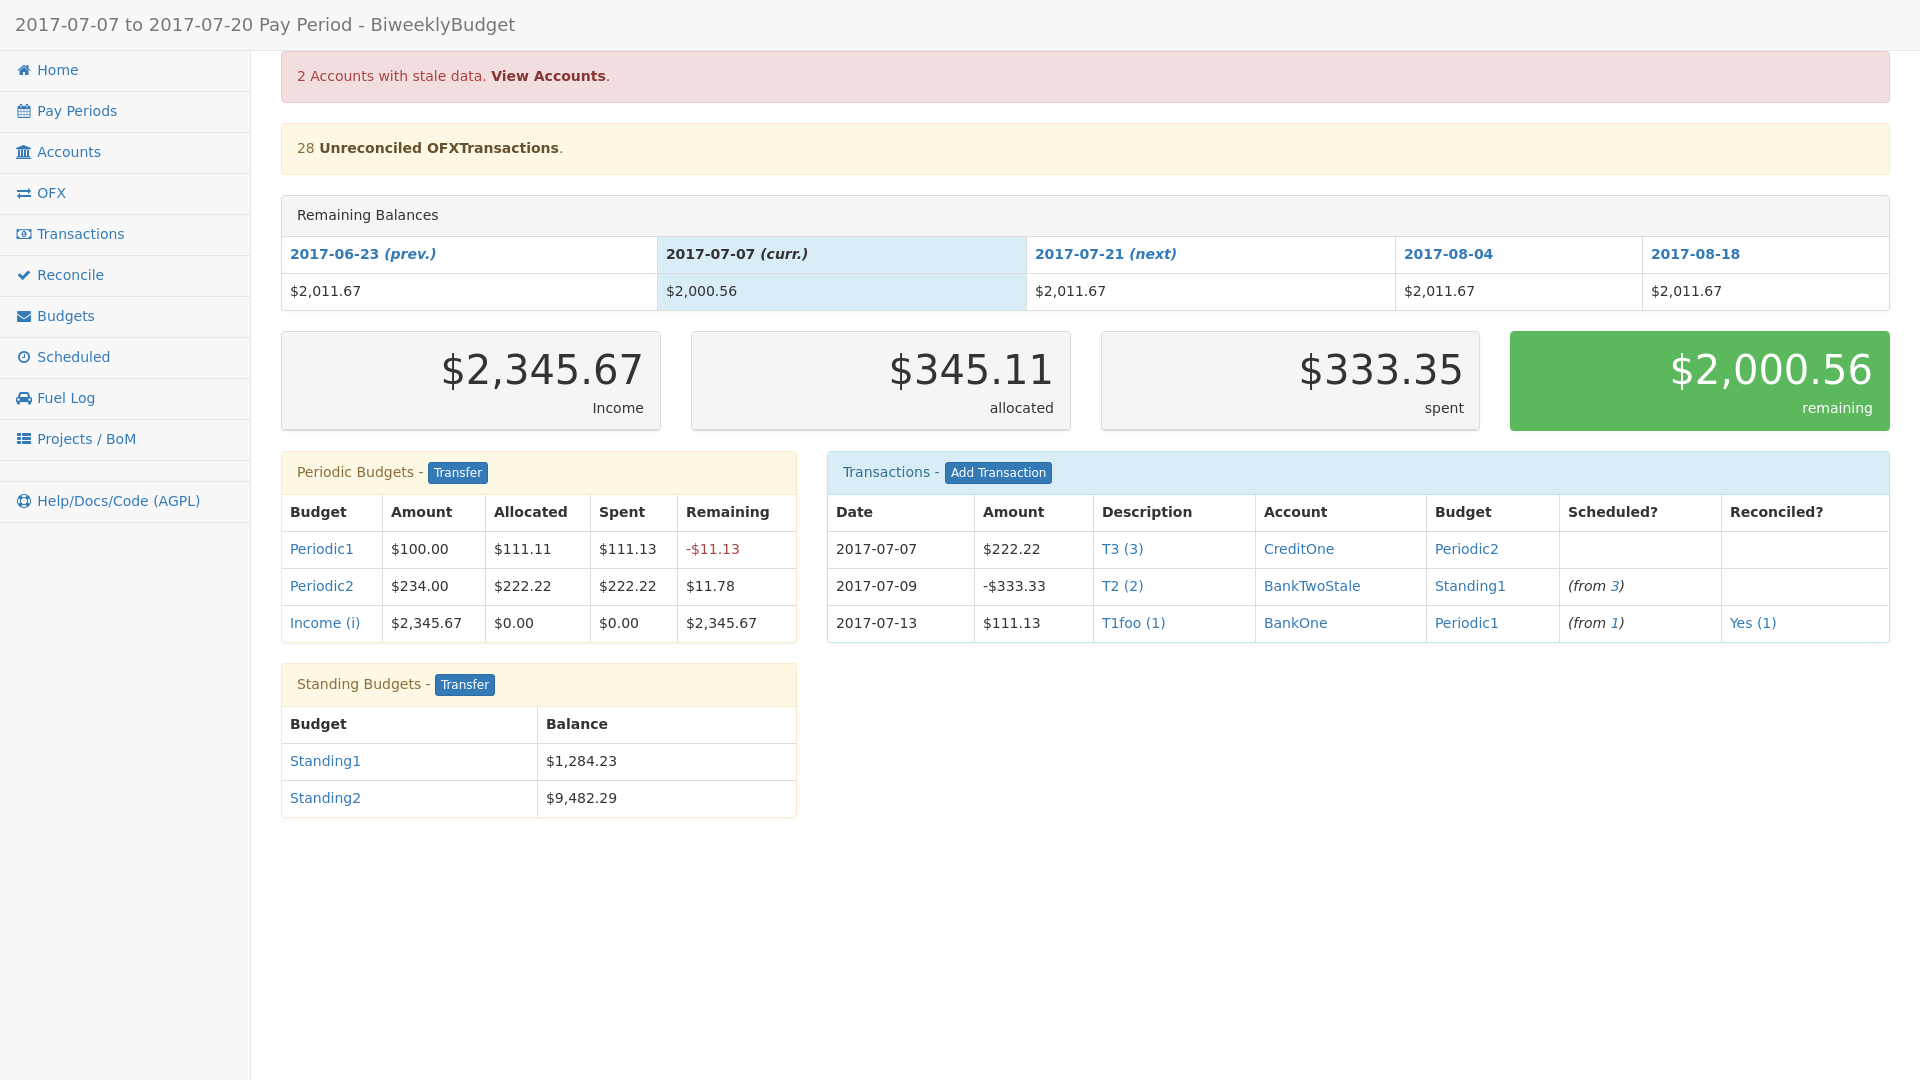 2017-07-07 to 2017-07-20 Pay Period - BiweeklyBudget
Home
Pay Periods
Accounts
OFX
Transactions
Reconcile
Budgets
Scheduled
Fuel Log
Projects / BoM
Help/Docs/Code (AGPL)
2 Accounts with stale data. View Accounts.
28 Unreconciled OFXTransactions.
Remaining Balances
2017-06-23 (prev.) 2017-07-07 (curr.) 2017-07-21 (next) 2017-08-04 2017-08-18
$2,011.67 $2,000.56 $2,011.67 $2,011.67 $2,011.67
$2,345.67
Income
$345.11
allocated
$333.35
spent
$2,000.56
remaining
Periodic Budgets - Transfer
Budget Amount Allocated Spent Remaining
Periodic1 $100.00 $111.11 $111.13 -$11.13
Periodic2 $234.00 $222.22 $222.22 $11.78
Income (i) $2,345.67 $0.00 $0.00 $2,345.67
Standing Budgets - Transfer
Budget Balance
Standing1 $1,284.23
Standing2 $9,482.29
Transactions - Add Transaction
Date Amount Description Account Budget Scheduled? Reconciled?
2017-07-07 $222.22 T3 (3) CreditOne Periodic2
2017-07-09 -$333.33 T2 (2) BankTwoStale Standing1 (from 3)
2017-07-13 $111.13 T1foo (1) BankOne Periodic1 (from 1) Yes (1)